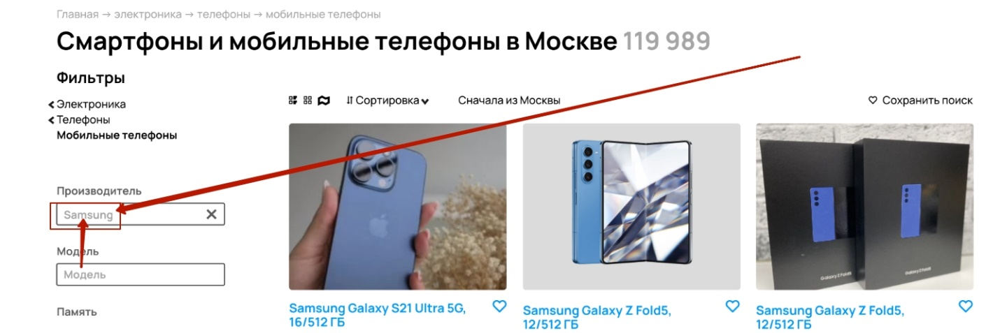 Главная → электроника → телефоны → мобильные телефоны
Смартфоны и мобильные телефоны в Москве 119 989
Фильтры
Электроника
Телефоны
Мобильные телефоны
Сортировка
Сначала из Москвы
Сохранить поиск
Производитель
Samsung
Модель
Модель
Память
Galaxy Z Fold5
Galaxy Z Fold5
Samsung Galaxy S21 Ultra 5G,
16/512 ГБ
Samsung Galaxy Z Fold5,
12/512 ГБ
Samsung Galaxy Z Fold5,
12/512 ГБ